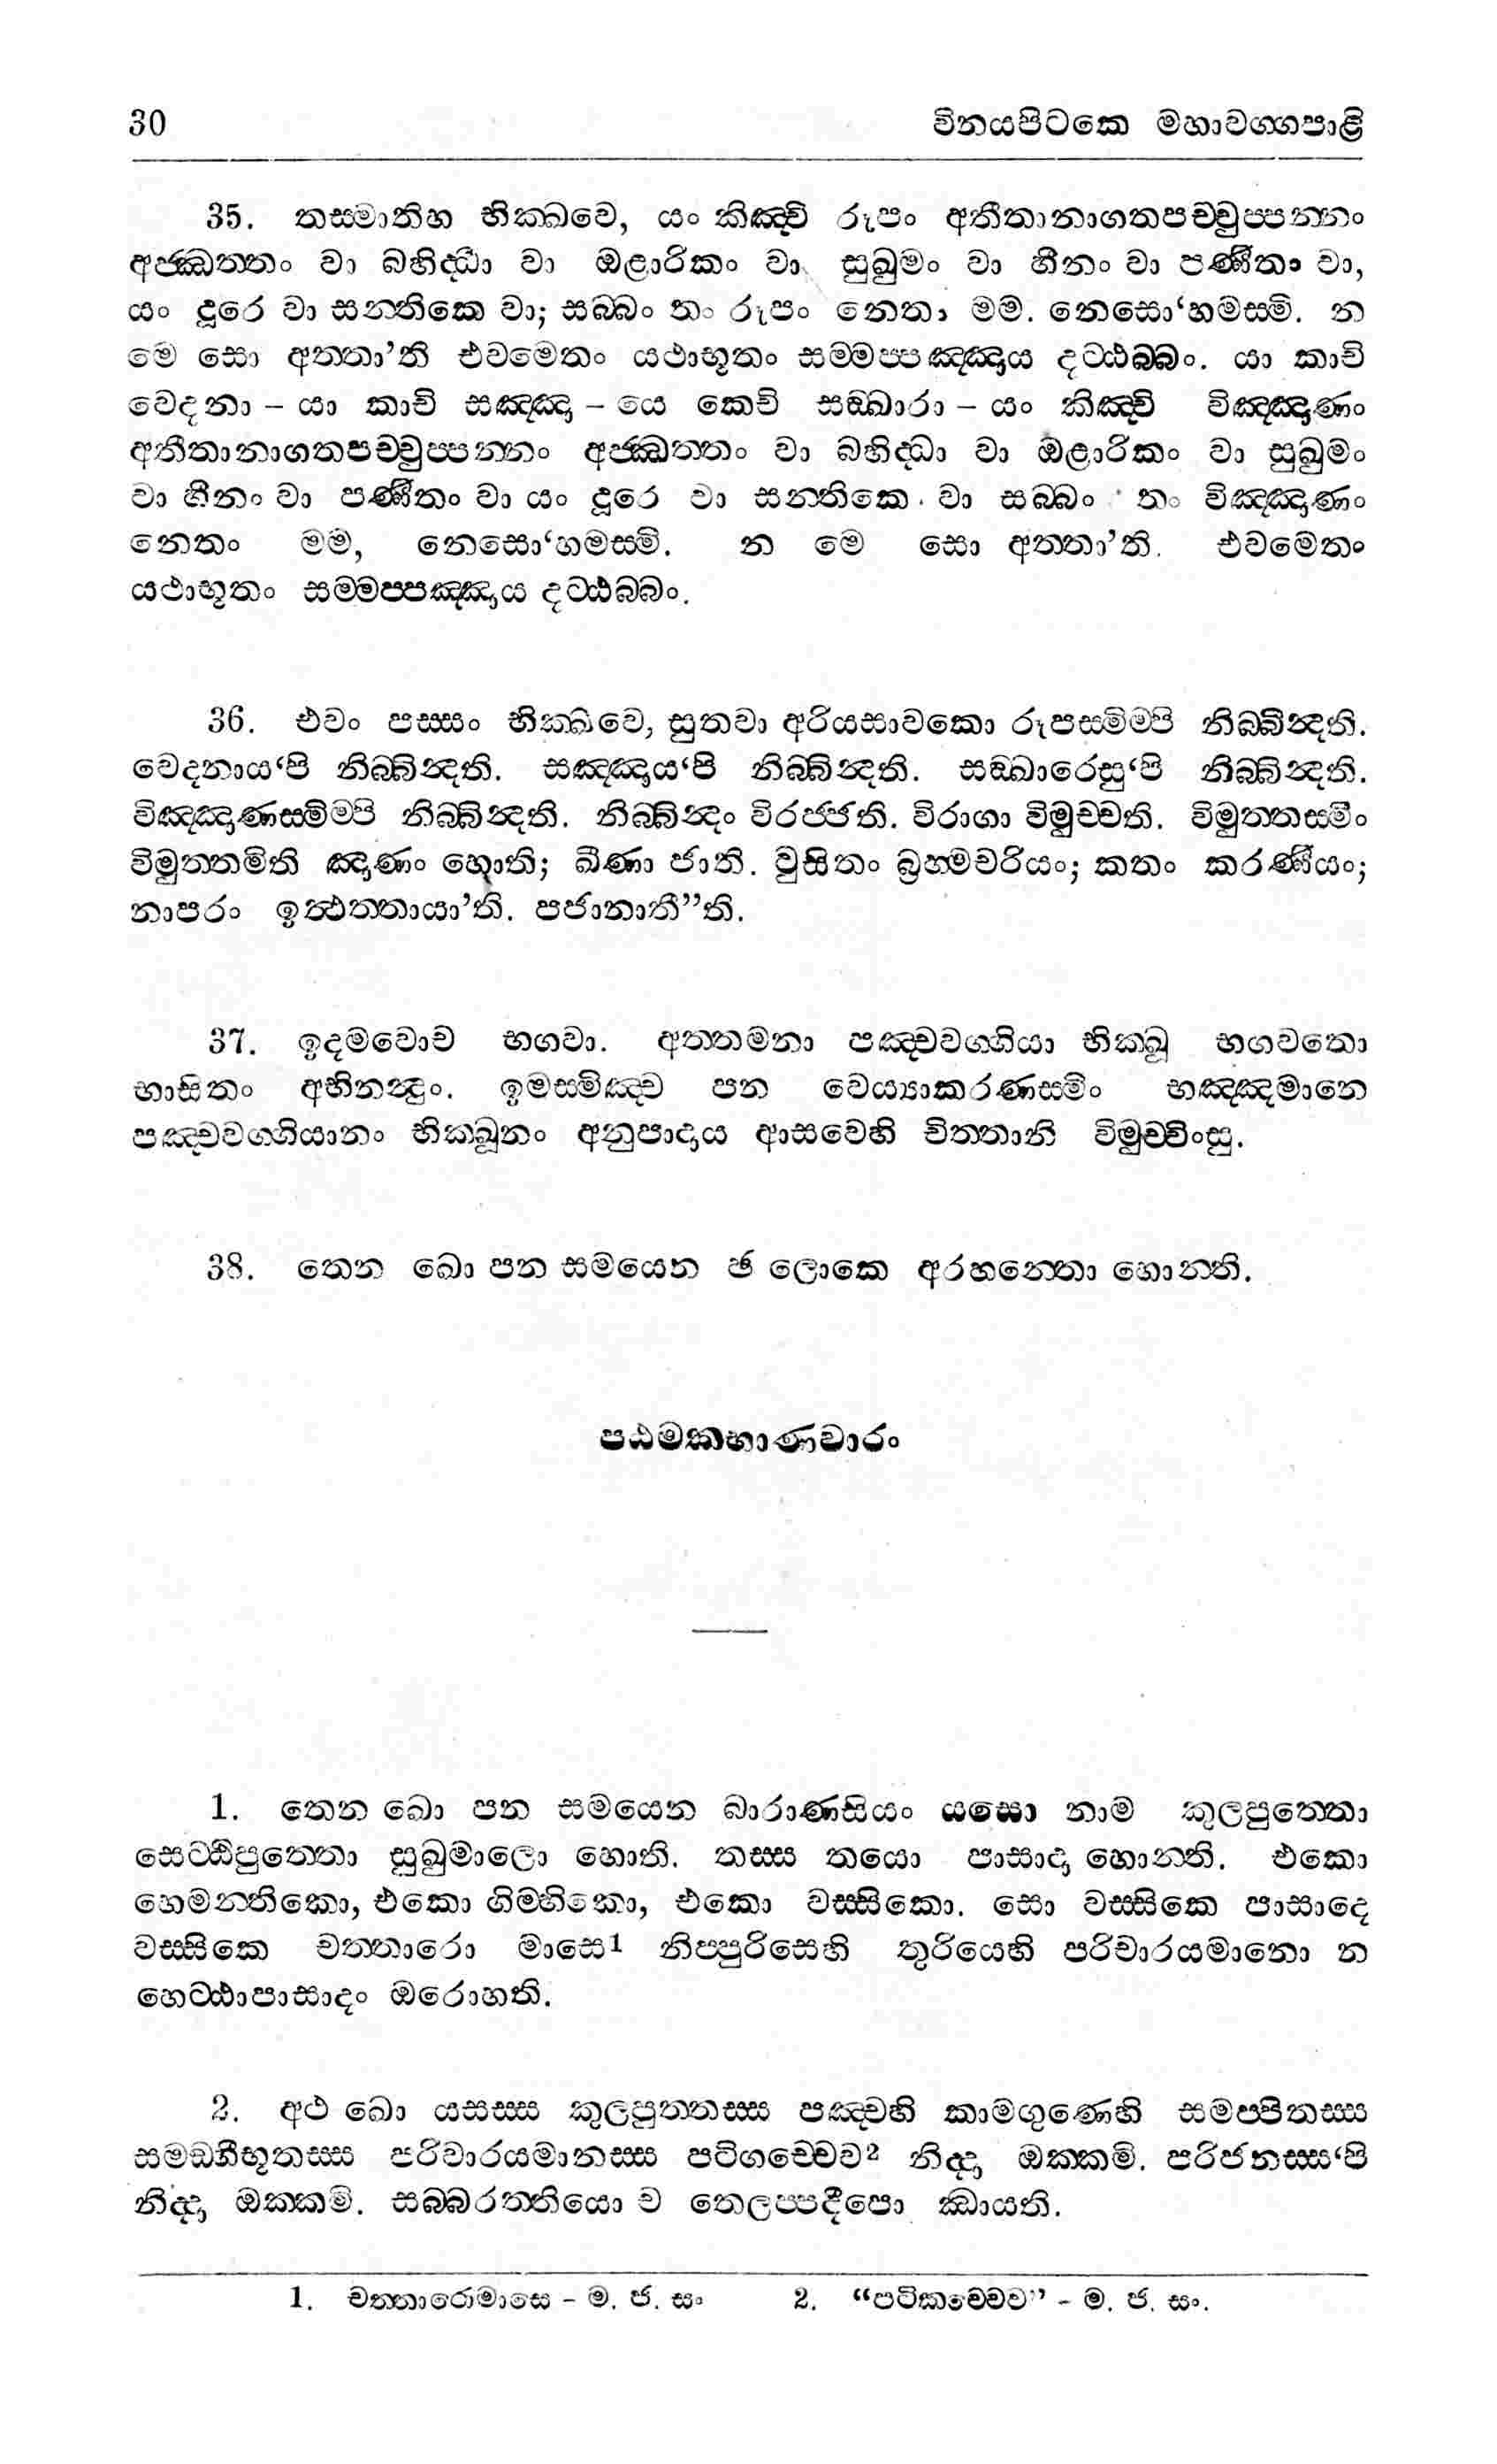 30 විනයපිටකෙ මහාවග්ගපාළි
35. තස්මාතිහ භික්ඛවෙ, යං කිඤ්චි රූපං අතීතානාගතපච්චුප්පන්නං
අජ්ඣත්තං වා බහිද්ධා වා ඔළාරිකං වා සුඛුමං වා හීනං වා පණීතං වා,
යං දූරෙ වා සන්තිකෙ වා; සබ්බං තං රූපං නෙතං මම. නෙසො‘හමස්මි. න
මෙ සො අත්තා’ති එවමෙතං යථාභූතං සම්මප්පඤ්ඤාය දට්ඨබ්බං. යා කාචි
වෙදනා – යා කාචි සඤ්ඤා – යෙ කෙචි සඞ්ඛාරා – යං කිඤ්චි විඤ්ඤාණං
අතීතානාගතපච්චුප්පන්නං අජ්ඣත්තං වා බහිද්ධා වා ඔළාරිකං වා සුඛුමං
වා හීනං වා පණීතං වා යං දූරෙ වා සන්තිකෙ වා සබ්බං තං විඤ්ඤාණං
නෙතං මම, නෙසො‘හමස්මි. න මෙ සො අත්තා’ති. එවමෙතං
යථාභූතං සම්මප්පඤ්ඤාය දට්ඨබ්බං.
36. එවං පස්සං භික්ඛවෙ, සුතවා අරියසාවකො රූපස්මිම්පි නිබ්බින්දති.
වෙදනාය‘පි නිබ්බින්දති. සඤ්ඤාය‘පි නිබ්බින්දති. සඞ්ඛාරෙසු‘පි නිබ්බින්දති.
විඤ්ඤාණස්මිම්පි නිබ්බින්දති. නිබ්බින්දං විරජ්ජති. විරාගා විමුච්චති. විමුත්තස්මිං
විමුත්තමිති ඤාණං හොති; ඛීණා ජාති. වුසිතං බ්‍රහ්මචරියං; කතං කරණීයං;
නාපරං ඉත්ථත්තායා’ති. පජානාතී”ති.
37. ඉදමවොච භගවා. අත්තමනා පඤ්චවග්ගියා භික්ඛූ භගවතො
භාසිතං අභිනන්දුං. ඉමස්මිඤ්ච පන වෙය්‍යාකරණස්මිං භඤ්ඤමානෙ
පඤ්චවග්ගියානං භික්ඛූනං අනුපාදාය ආසවෙහි චිත්තානි විමුච්චිංසු.
38. තෙන ඛො පන සමයෙන ඡ ලොකෙ අරහන්තො හොන්ති.
පඨමකභාණවාරං
1. තෙන ඛො පන සමයෙන බාරාණසියං යසො නාම කුලපුත්තො
සෙට්ඨිපුත්තො සුඛුමාලො හොති. තස්ස තයො පාසාදා හොන්ති. එකො
හෙමන්තිකො, එකො ගිම්හිකො, එකො වස්සිකො. සො වස්සිකෙ පාසාදෙ
වස්සිකෙ චත්තාරො මාසෙ1 නිප්පුරිසෙහි තුරියෙහි පරිචාරයමානො න
හෙට්ඨාපාසාදං ඔරොහති.
2. අථ ඛො යසස්ස කුලපුත්තස්ස පඤ්චහි කාමගුණෙහි සමප්පිතස්ස
සමඞ්ගීභූතස්ස පරිචාරයමානස්ස පටිගච්චෙව2 නිද්දා ඔක්කමි. පරිජනස්ස‘පි
නිද්දා ඔක්කමි. සබ්බරත්තියො ච තෙලප්පදීපො ඣායති.
1. චත්තාරොමාසෙ – ම. ජ. සං 2. “පටිකච්චෙව” – ම. ජ. සං.